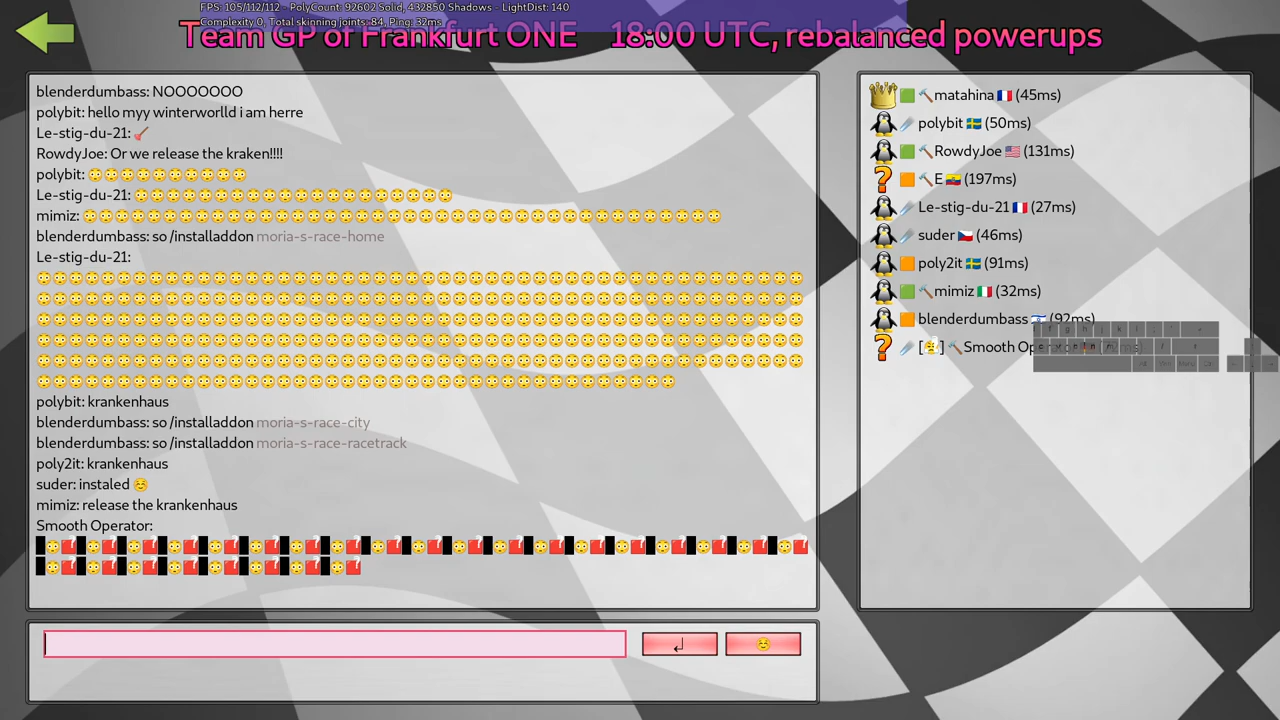 FPS: 105/112/112 - PolyCount: 92602 Solid, 432850 Shadows - LightDist: 140
Complexity 0, Total skinning joints: 84, Ping: 32ms
Team GP of Frankfurt ONE 18:00 UTC, rebalanced powerups
blenderdumbass: NOOOOOOO
polybit: hello myy winterworlld i am herre
Le-stig-du-21:
RowdyJoe: Or we release the kraken!!!!
polybit: 😳😳😳😳😳😳😳😳😳😳
Le-stig-du-21:
mimiz:
blenderdumbass: so /installaddon moria-s-race-home
Le-stig-du-21:
polybit: krankenhaus
blenderdumbass: so /installaddon moria-s-race-city
blenderdumbass: so /installaddon moria-s-race-racetrack
poly2it: krankenhaus
suder: instaled ☺️
mimiz: release the krankenhaus
Smooth Operator:
matahina (45ms)
polybit (50ms)
RowdyJoe (131ms)
E (197ms)
Le-stig-du-21 (27ms)
suder (46ms)
poly2it (91ms)
mimiz (32ms)
blenderdumbass (92ms)
Smooth